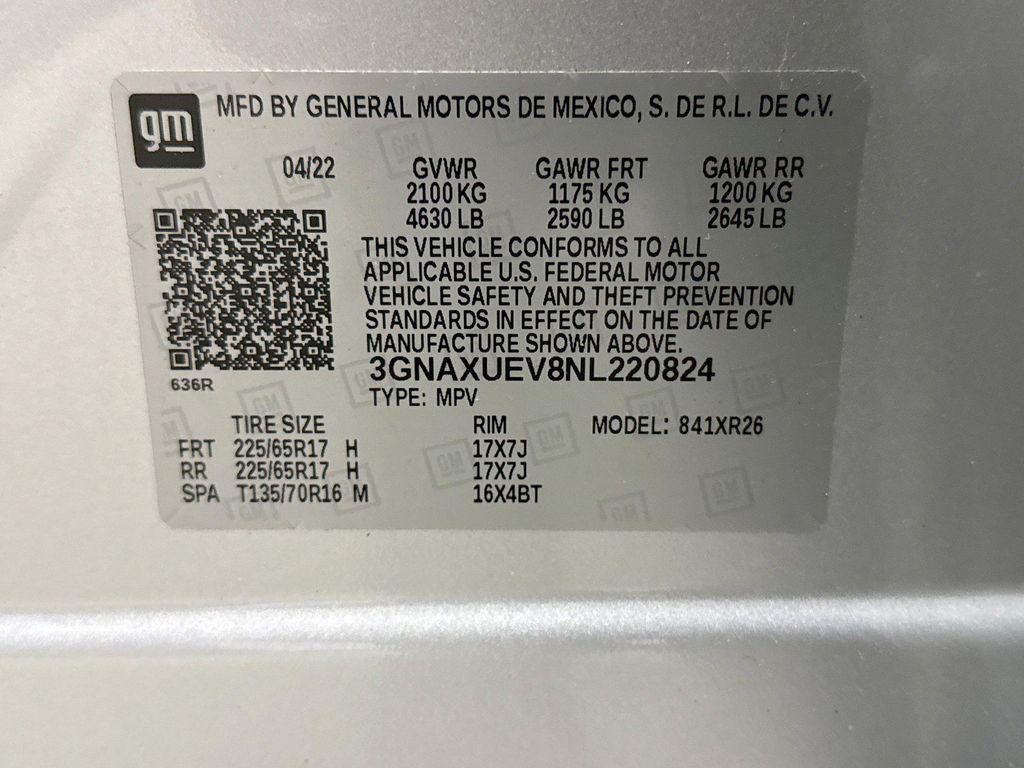 gm
MFD BY GENERAL MOTORS DE MEXICO, S. DE R.L. DE C.V.
04/22 GVWR GAWR FRT GAWR RR
2100 KG 1175 KG 1200 KG
4630 LB 2590 LB 2645 LB
THIS VEHICLE CONFORMS TO ALL
APPLICABLE U.S. FEDERAL MOTOR
VEHICLE SAFETY AND THEFT PREVENTION
STANDARDS IN EFFECT ON THE DATE OF
MANUFACTURE SHOWN ABOVE.
3GNAXUEV8NL220824
636R
TYPE: MPV
TIRE SIZE RIM MODEL: 841XR26
FRT 225/65R17 H 17X7J
RR 225/65R17 H 17X7J
SPA T135/70R16 M 16X4BT